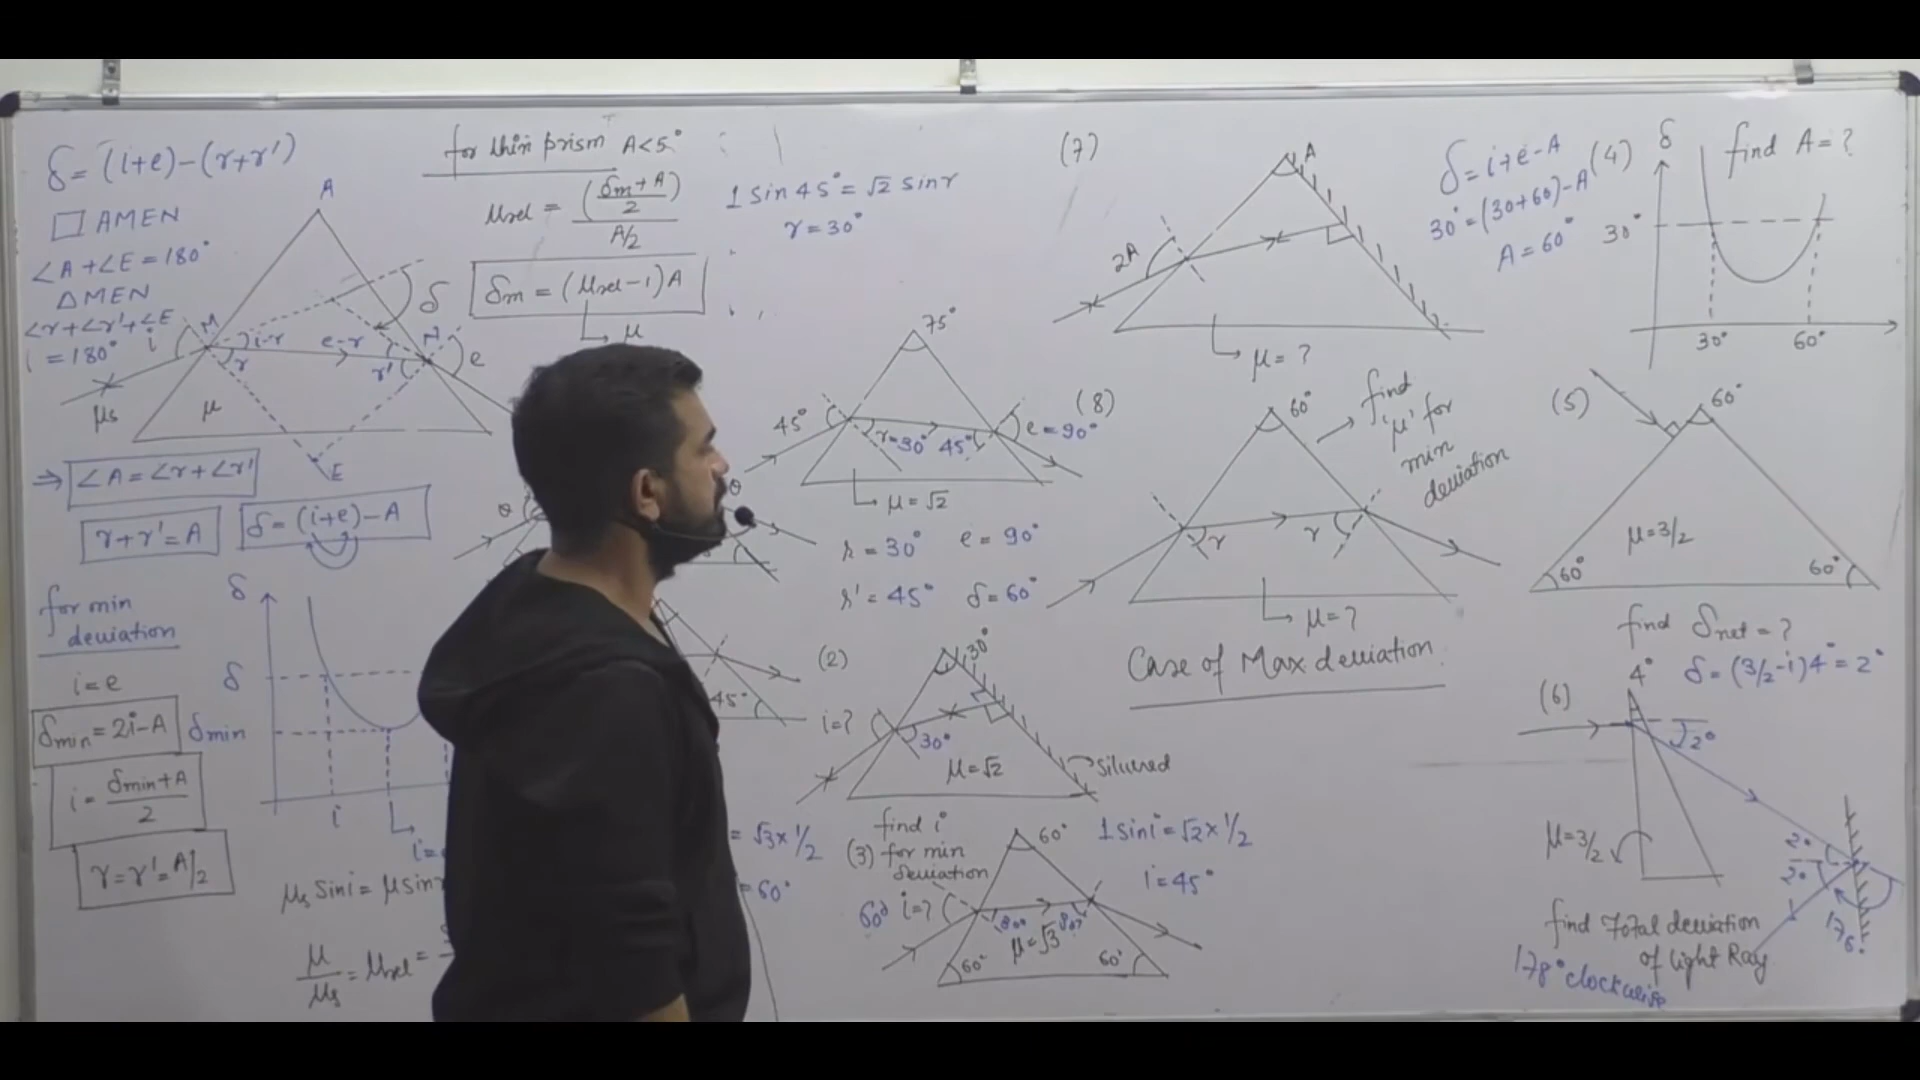 δ = (i+e)-(r+r')
□ AMEN
∠A+∠E = 180°
Δ MEN
∠r+∠r'+∠E
= 180°
A
δ
M
N
i
i-r
e-r
r
r'
e
μs
μ
E
⇒ ∠A = ∠r + ∠r'
r+r' = A
δ = (i+e) - A
for min
deviation
i = e
δmin = 2i - A
i = δmin + A / 2
r = r' = A/2
δ
δ
δmin
i
μs sin i = μ sin r
μ / μs = μrel =
for thin prism A<5°
μrel = (δm + A / 2) / A/2
δm = (μrel - 1) A
μ
1 sin 45° = √2 sin r
r = 30°
75°
45°
r=30°
45°
e = 90°
μ = √2
r = 30°
e = 90°
r' = 45°
δ = 60°
θ
θ
45°
= √3 x 1/2
= 60°
(2)
30°
i = ?
30°
μ = √2
silvered
find i
(3) for min
deviation
60°
1 sin i = √2 x 1/2
i = 45°
60° i = ?
μ = √3
60°
60°
(7)
A
2A
μ = ?
(8)
60°
find
'μ' for
min
deviation
r
r
μ = ?
Case of Max deviation
δ = i+e-A
30° = (30+60)-A
A = 60°
(4)
δ
find A = ?
30°
30°
60°
(5)
60°
μ = 3/2
60°
60°
find δnet = ?
(6)
4°
δ = (3/2 - 1) 4° = 2°
2°
μ = 3/2
2°
2°
176°
find Total deviation
of light Ray
178° clockwise